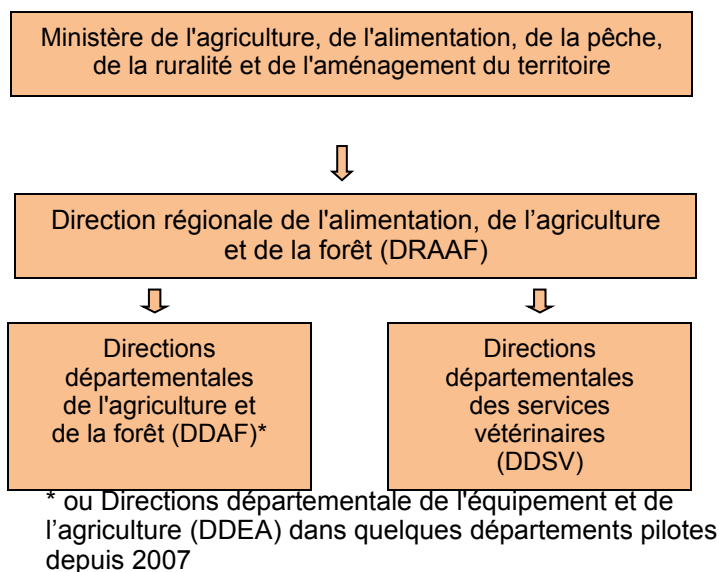 Ministère de l'agriculture, de l'alimentation, de la pêche,
de la ruralité et de l'aménagement du territoire
Direction régionale de l'alimentation, de l’agriculture
et de la forêt (DRAAF)
Directions
départementales
de l'agriculture et
de la forêt (DDAF)*
Directions
départementales
des services
vétérinaires
(DDSV)
* ou Directions départementale de l'équipement et de
l’agriculture (DDEA) dans quelques départements pilotes
depuis 2007